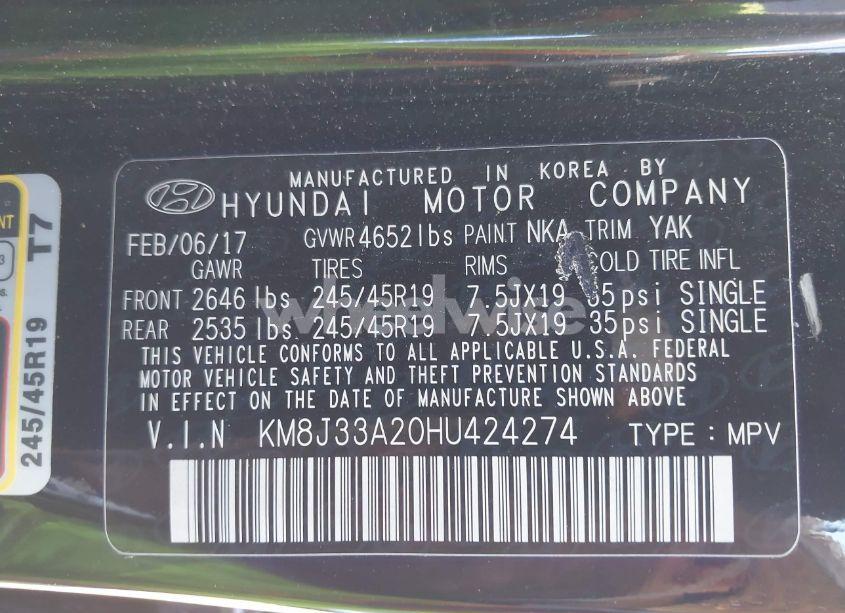 MANUFACTURED IN KOREA BY
HYUNDAI MOTOR COMPANY
FEB/06/17 GVWR 4652lbs PAINT NKA TRIM YAK
GAWR TIRES RIMS OLD TIRE INFL
FRONT 2646 lbs 245/45R19 7.5JX19 35psi SINGLE
REAR 2535 lbs 245/45R19 7.5JX19 35psi SINGLE
THIS VEHICLE CONFORMS TO ALL APPLICABLE U.S.A. FEDERAL
MOTOR VEHICLE SAFETY AND THEFT PREVENTION STANDARDS
IN EFFECT ON THE DATE OF MANUFACTURE SHOWN ABOVE
V.I.N KM8J33A20HU424274 TYPE : MPV
245/45R19 T7